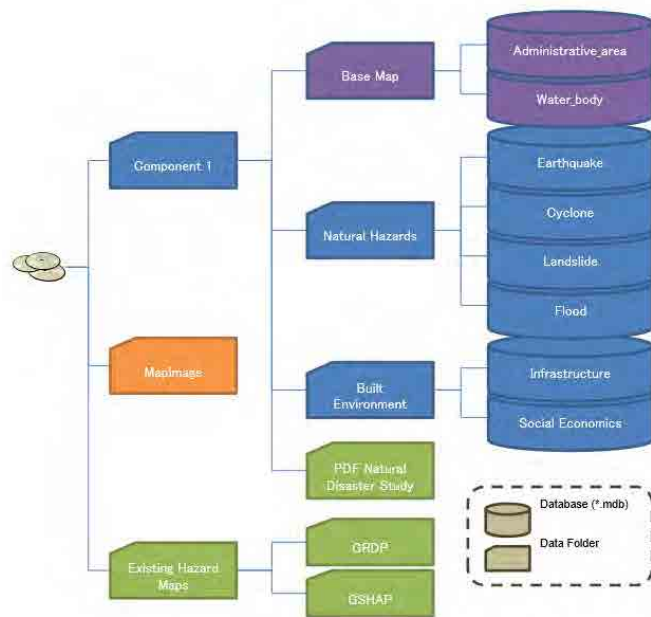 Administrative_area
Base Map
Water_body
Component 1
Earthquake
Cyclone
Natural Hazards
Landslide
Flood
MapImage
Infrastructure
Built
Environment
Social Economics
PDF Natural
Disaster Study
Database (*.mdb)
Data Folder
Existing Hazard
Maps
GRDP
GSHAP